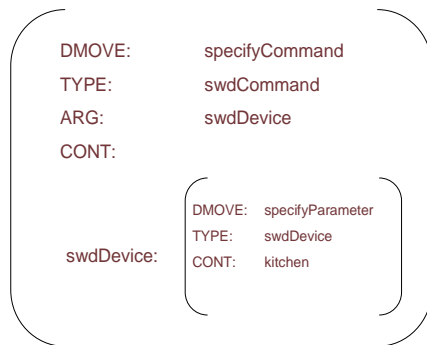 DMOVE: specifyCommand
TYPE: swdCommand
ARG: swdDevice
CONT:
DMOVE: specifyParameter
TYPE: swdDevice
swdDevice:
CONT: kitchen